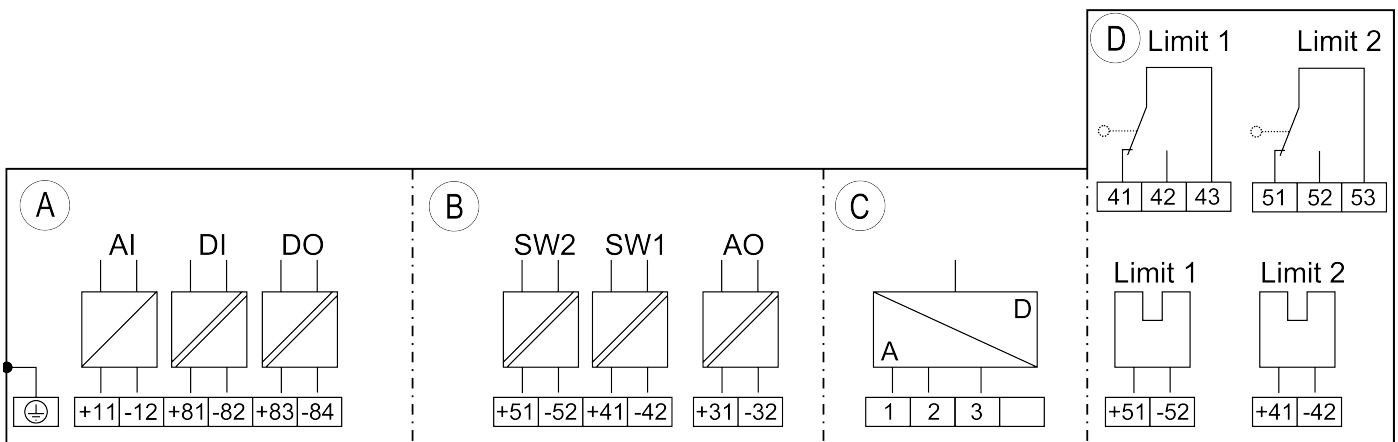 D Limit 1 Limit 2
41 42 43 51 52 53
A B C
AI DI DO SW2 SW1 AO
Limit 1 Limit 2
D
A
+11 -12 +81 -82 +83 -84 +51 -52 +41 -42 +31 -32 1 2 3 +51 -52 +41 -42